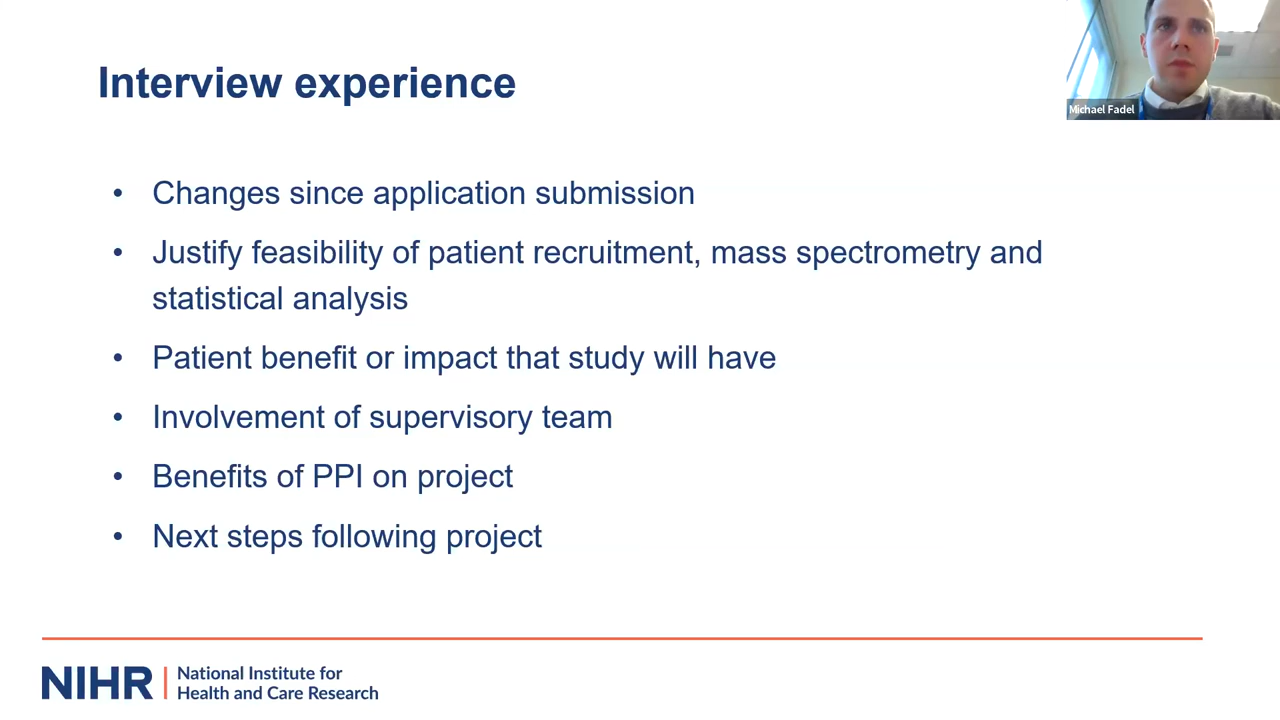 Interview experience
Michael Fadel
• Changes since application submission
• Justify feasibility of patient recruitment, mass spectrometry and
statistical analysis
• Patient benefit or impact that study will have
• Involvement of supervisory team
• Benefits of PPI on project
• Next steps following project
NIHR | National Institute for
Health and Care Research